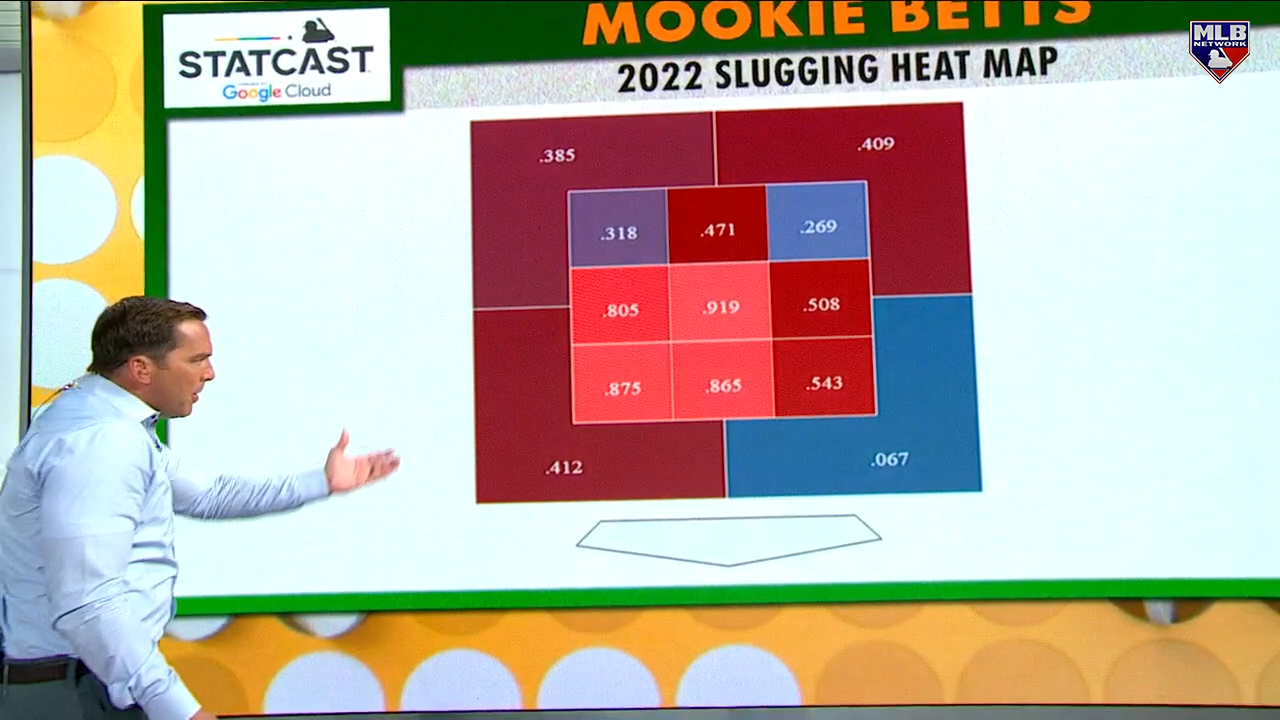 MOOKIE BETTS
MLB
NETWORK
STATCAST
Google Cloud
2022 SLUGGING HEAT MAP
.385
.409
.318 .471 .269
.805 .919 .508
.875 .865 .543
.412
.067